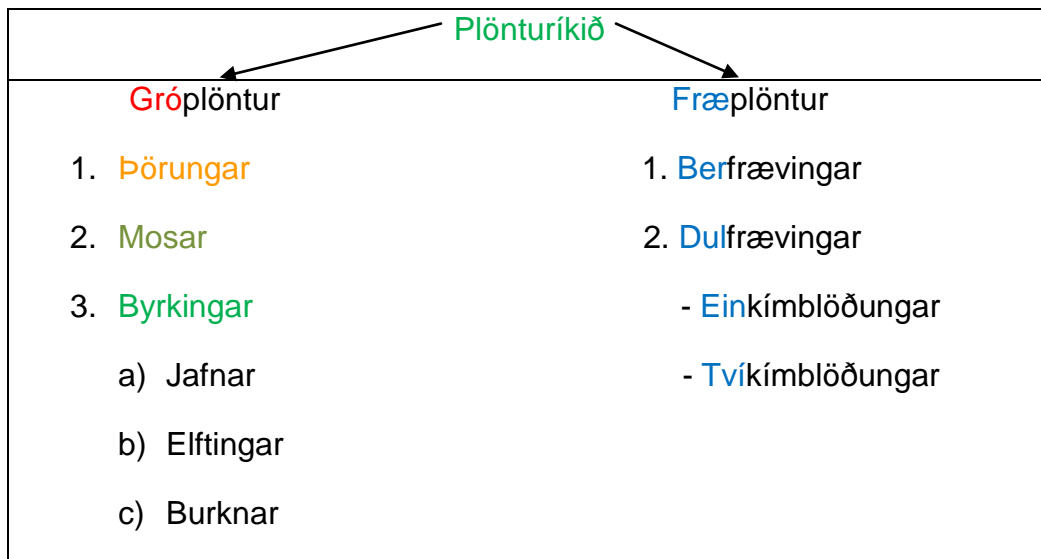 Plönturíkið
Gróplöntur
1. Þörungar
2. Mosar
3. Byrkingar
a) Jafnar
b) Elftingar
c) Burknar
Fræplöntur
1. Berfrævingar
2. Dulfrævingar
- Einkímblöðungar
- Tvíkímblöðungar